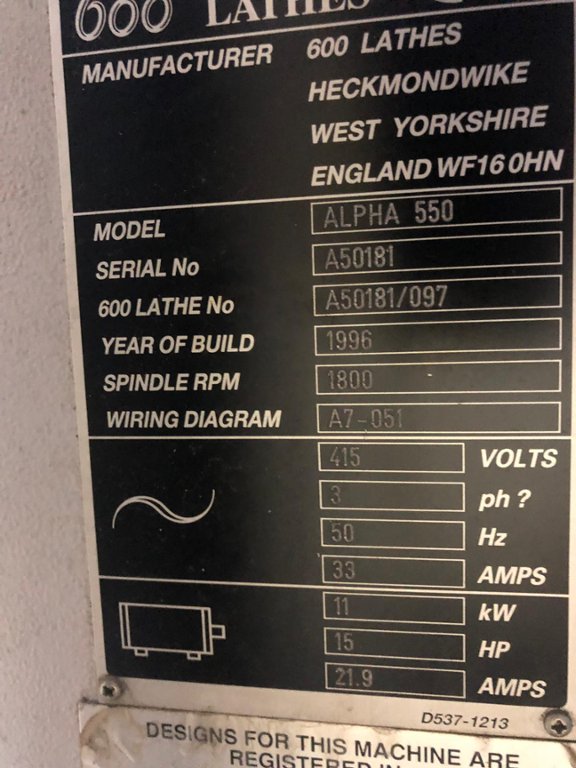 600 LATHES
MANUFACTURER 600 LATHES
HECKMONDWIKE
WEST YORKSHIRE
ENGLAND WF16 0HN
MODEL ALPHA 550
SERIAL No A50181
600 LATHE No A50181/097
YEAR OF BUILD 1996
SPINDLE RPM 1800
WIRING DIAGRAM A7-051
415 VOLTS
3 ph ?
50 Hz
33 AMPS
11 kW
15 HP
21.9 AMPS
D537-1213
DESIGNS FOR THIS MACHINE ARE
REGISTERED IN